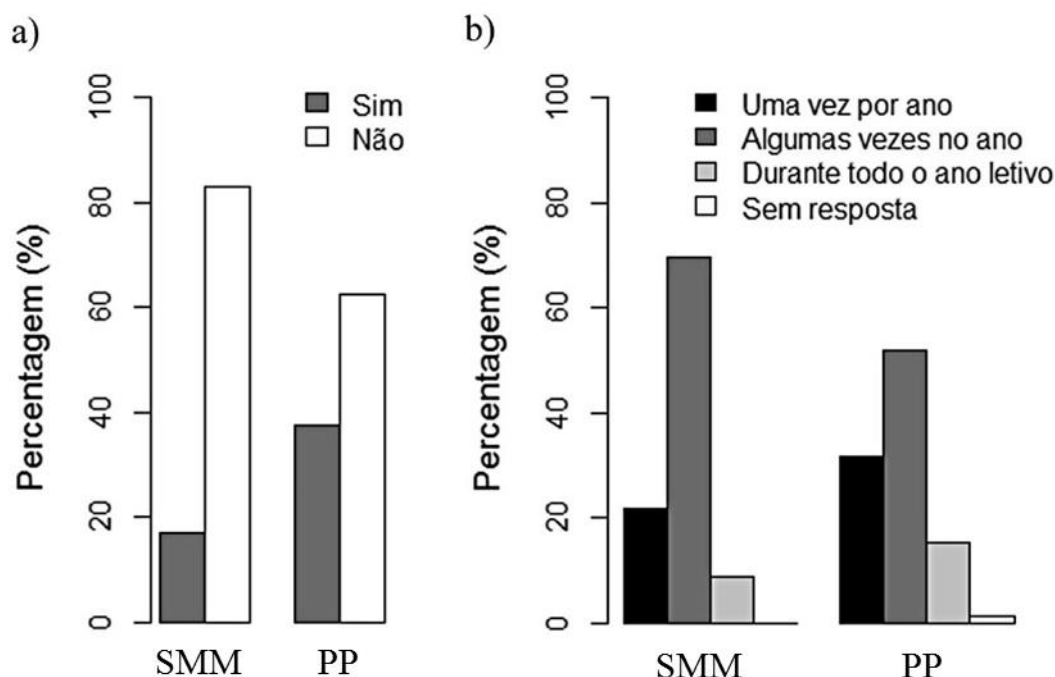 a)
Sim
Não
Percentagem (%)
100
80
60
40
20
0
SMM PP
b)
Uma vez por ano
Algumas vezes no ano
Durante todo o ano letivo
Sem resposta
Percentagem (%)
100
80
60
40
20
0
SMM PP